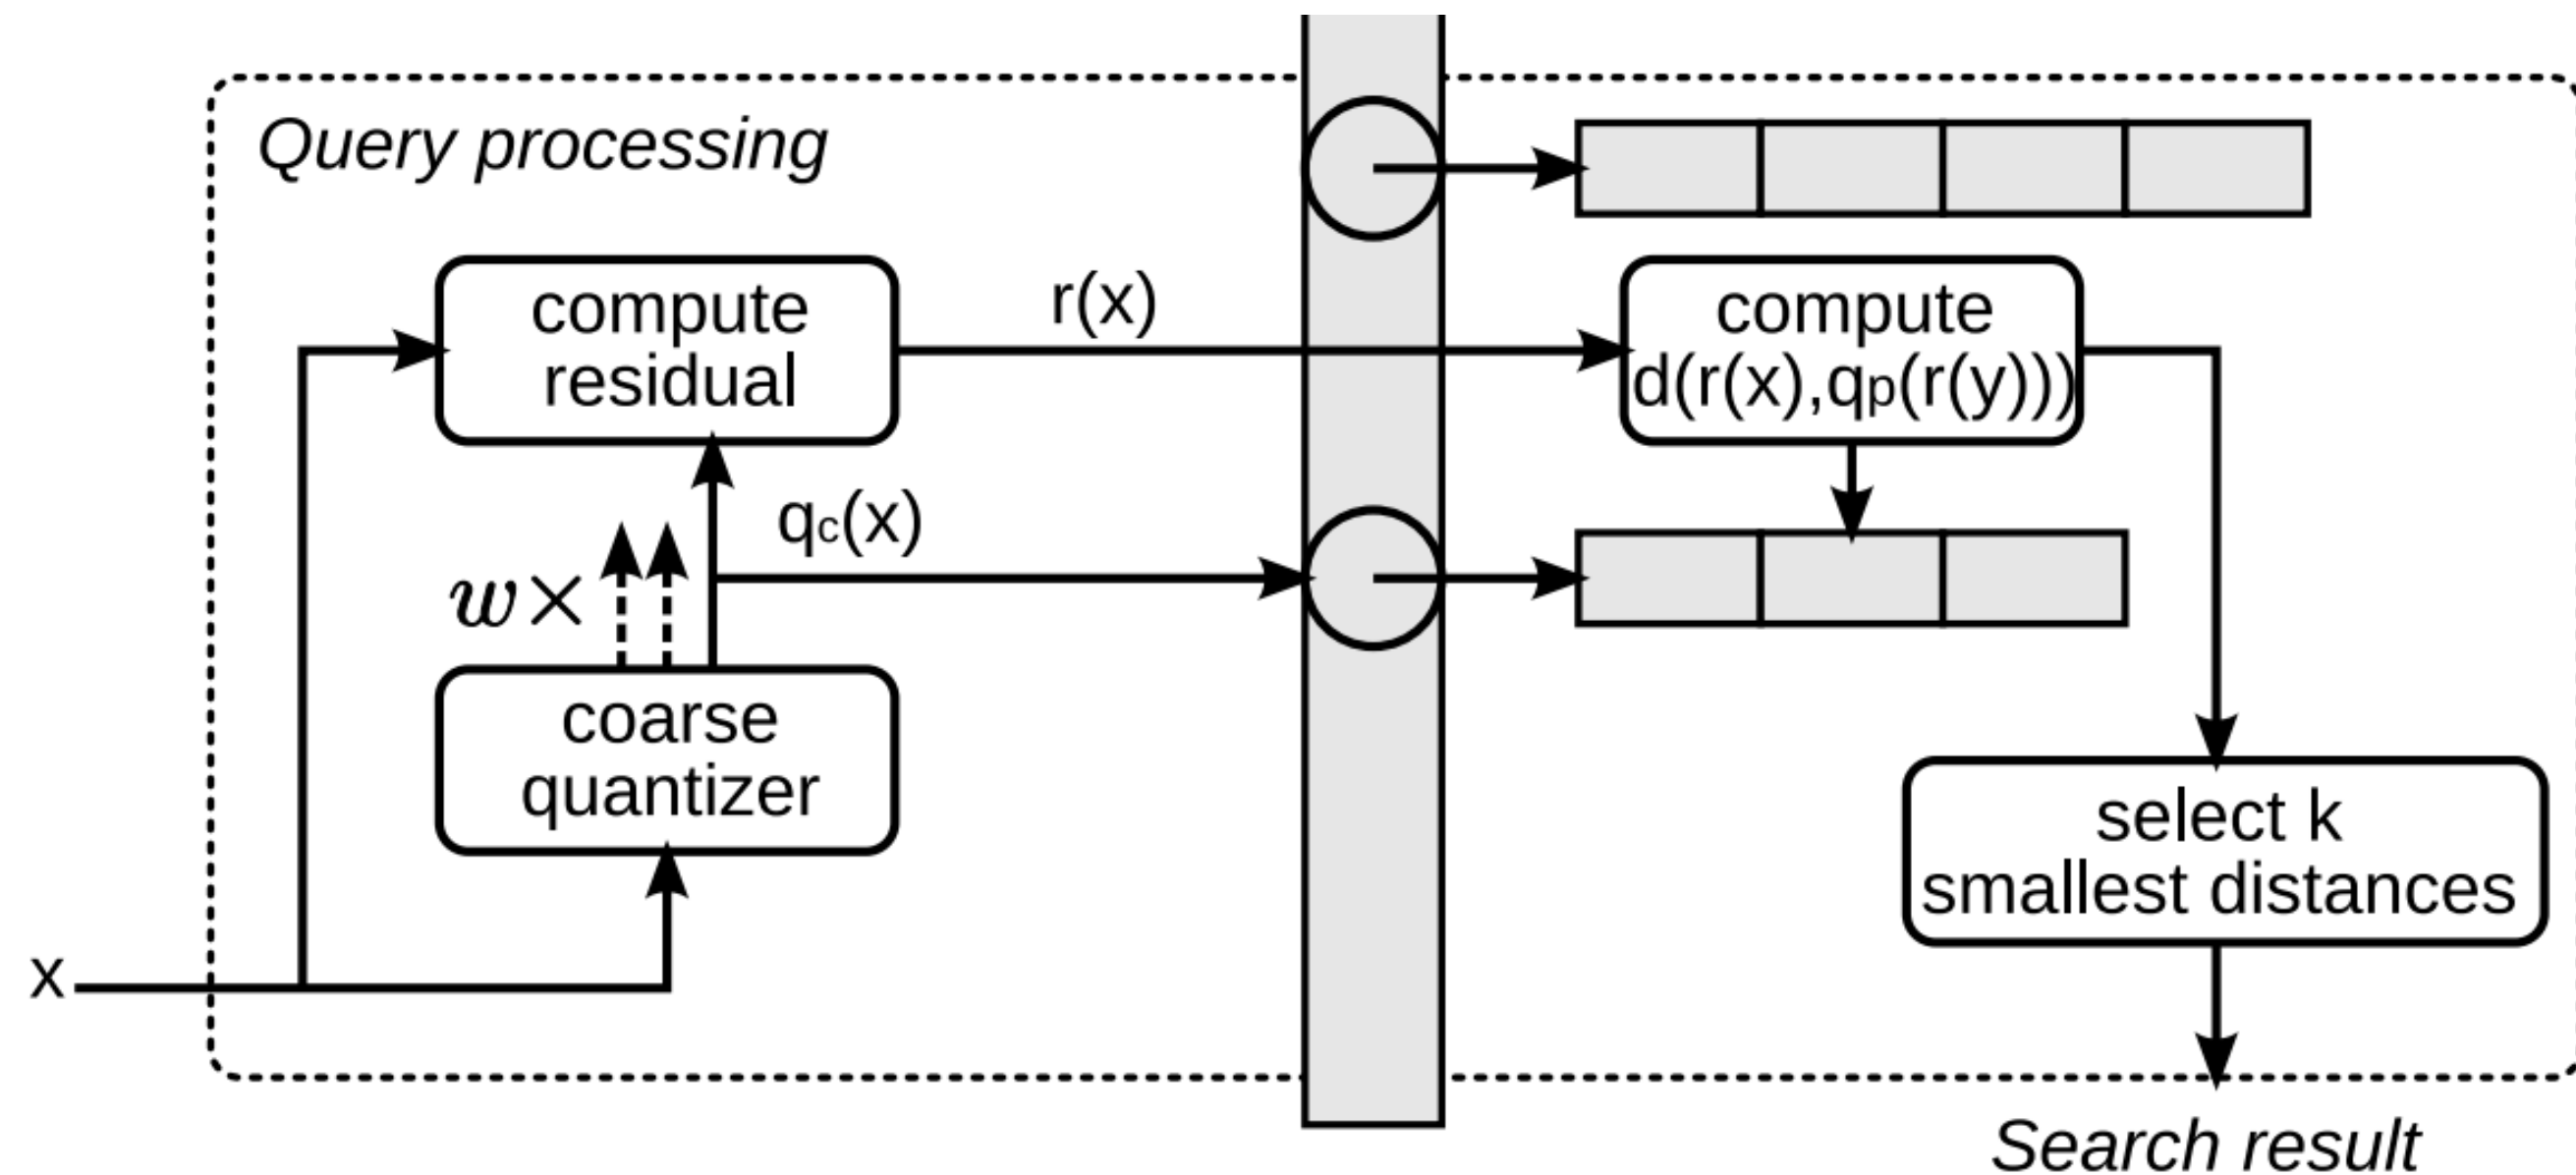 Query processing
compute
residual
r(x)
compute
d(r(x),qp(r(y)))
qc(x)
w×
coarse
quantizer
x
select k
smallest distances
Search result